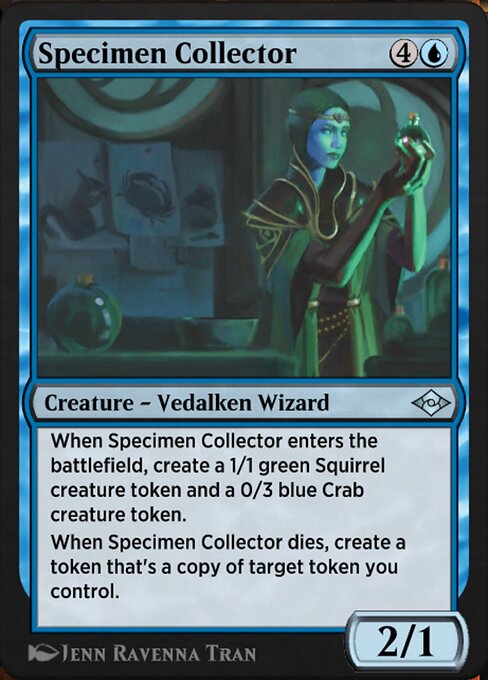 Specimen Collector 4
Creature – Vedalken Wizard
When Specimen Collector enters the
battlefield, create a 1/1 green Squirrel
creature token and a 0/3 blue Crab
creature token.
When Specimen Collector dies, create a
token that's a copy of target token you
control.
2/1
Jenn Ravenna Tran